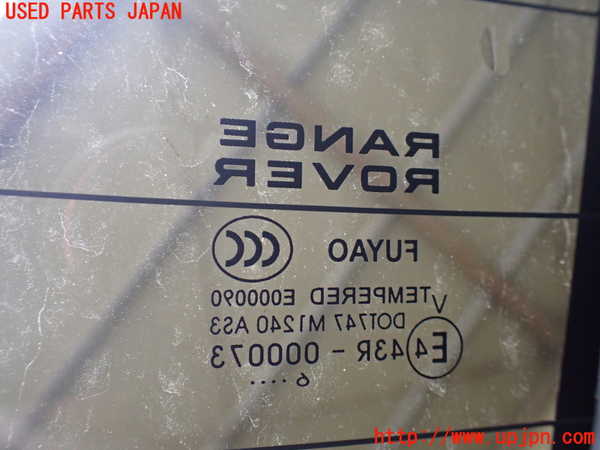 USED PARTS JAPAN
RANGE
ROVER
CCC FUYAO
V TEMPERED E000090
DOT747 M1240 AS3
E4 43R - 000073
6 .....
http://www.upjpn.com/